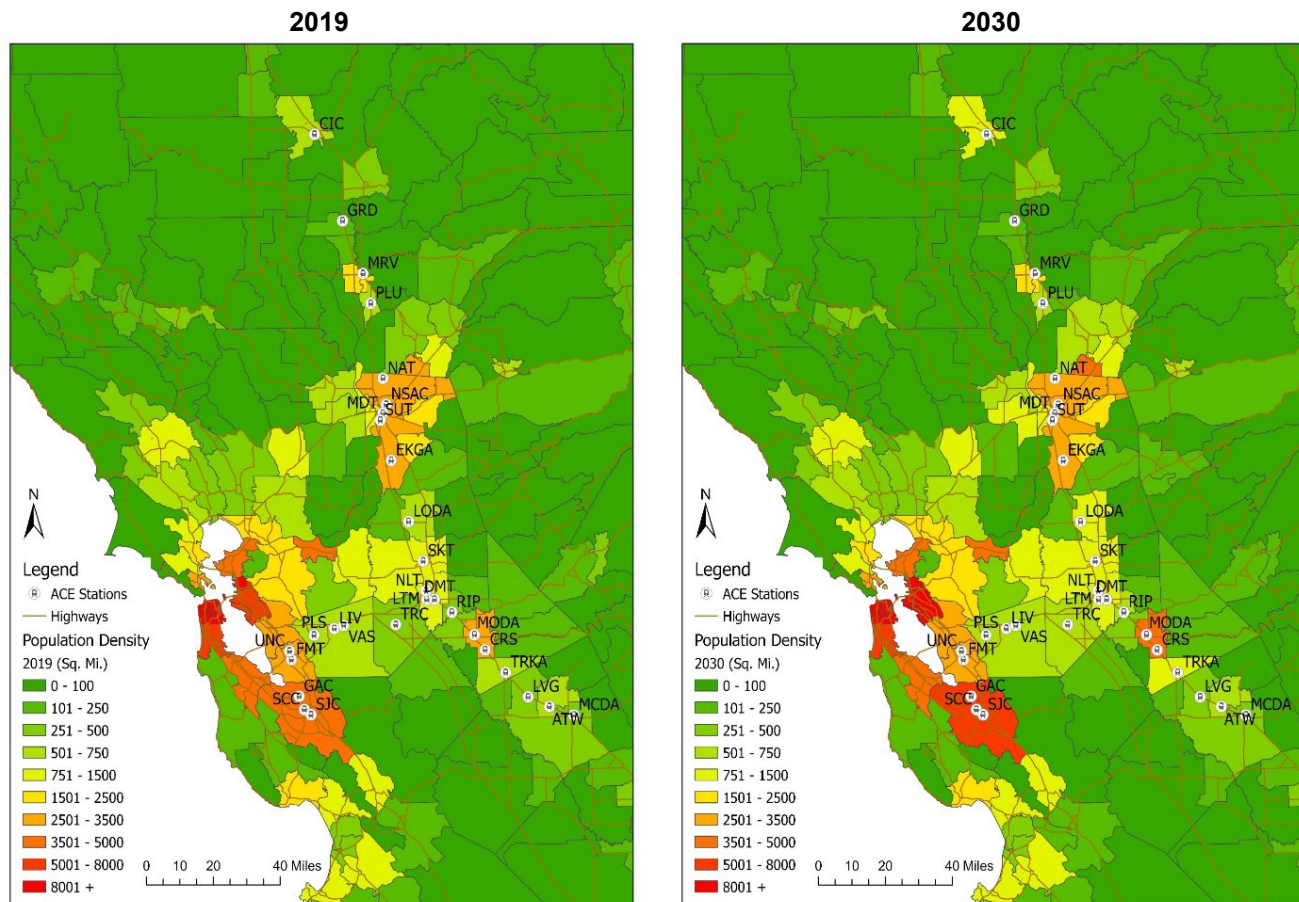 2019
CIC
GRD
MRV
PLU
NAT
NSAC
MDT
SUT
EKGA
N
LODA
SKT
NLT
DMT
LTM
RIP
TRC
LIV
PLS
VAS
MODA
CRS
UNC
FMT
TRKA
GAC
SCC
SJC
LVG
MCDA
ATW
Legend
ACE Stations
Highways
Population Density
2019 (Sq. Mi.)
0 - 100
101 - 250
251 - 500
501 - 750
751 - 1500
1501 - 2500
2501 - 3500
3501 - 5000
5001 - 8000
8001 +
0 10 20 40 Miles
2030
CIC
GRD
MRV
PLU
NAT
NSAC
MDT
SUT
EKGA
N
LODA
SKT
NLT
DMT
LTM
RIP
TRC
LIV
PLS
VAS
MODA
CRS
UNC
FMT
TRKA
GAC
SCC
SJC
LVG
MCDA
ATW
Legend
ACE Stations
Highways
Population Density
2030 (Sq. Mi.)
0 - 100
101 - 250
251 - 500
501 - 750
751 - 1500
1501 - 2500
2501 - 3500
3501 - 5000
5001 - 8000
8001 +
0 10 20 40 Miles